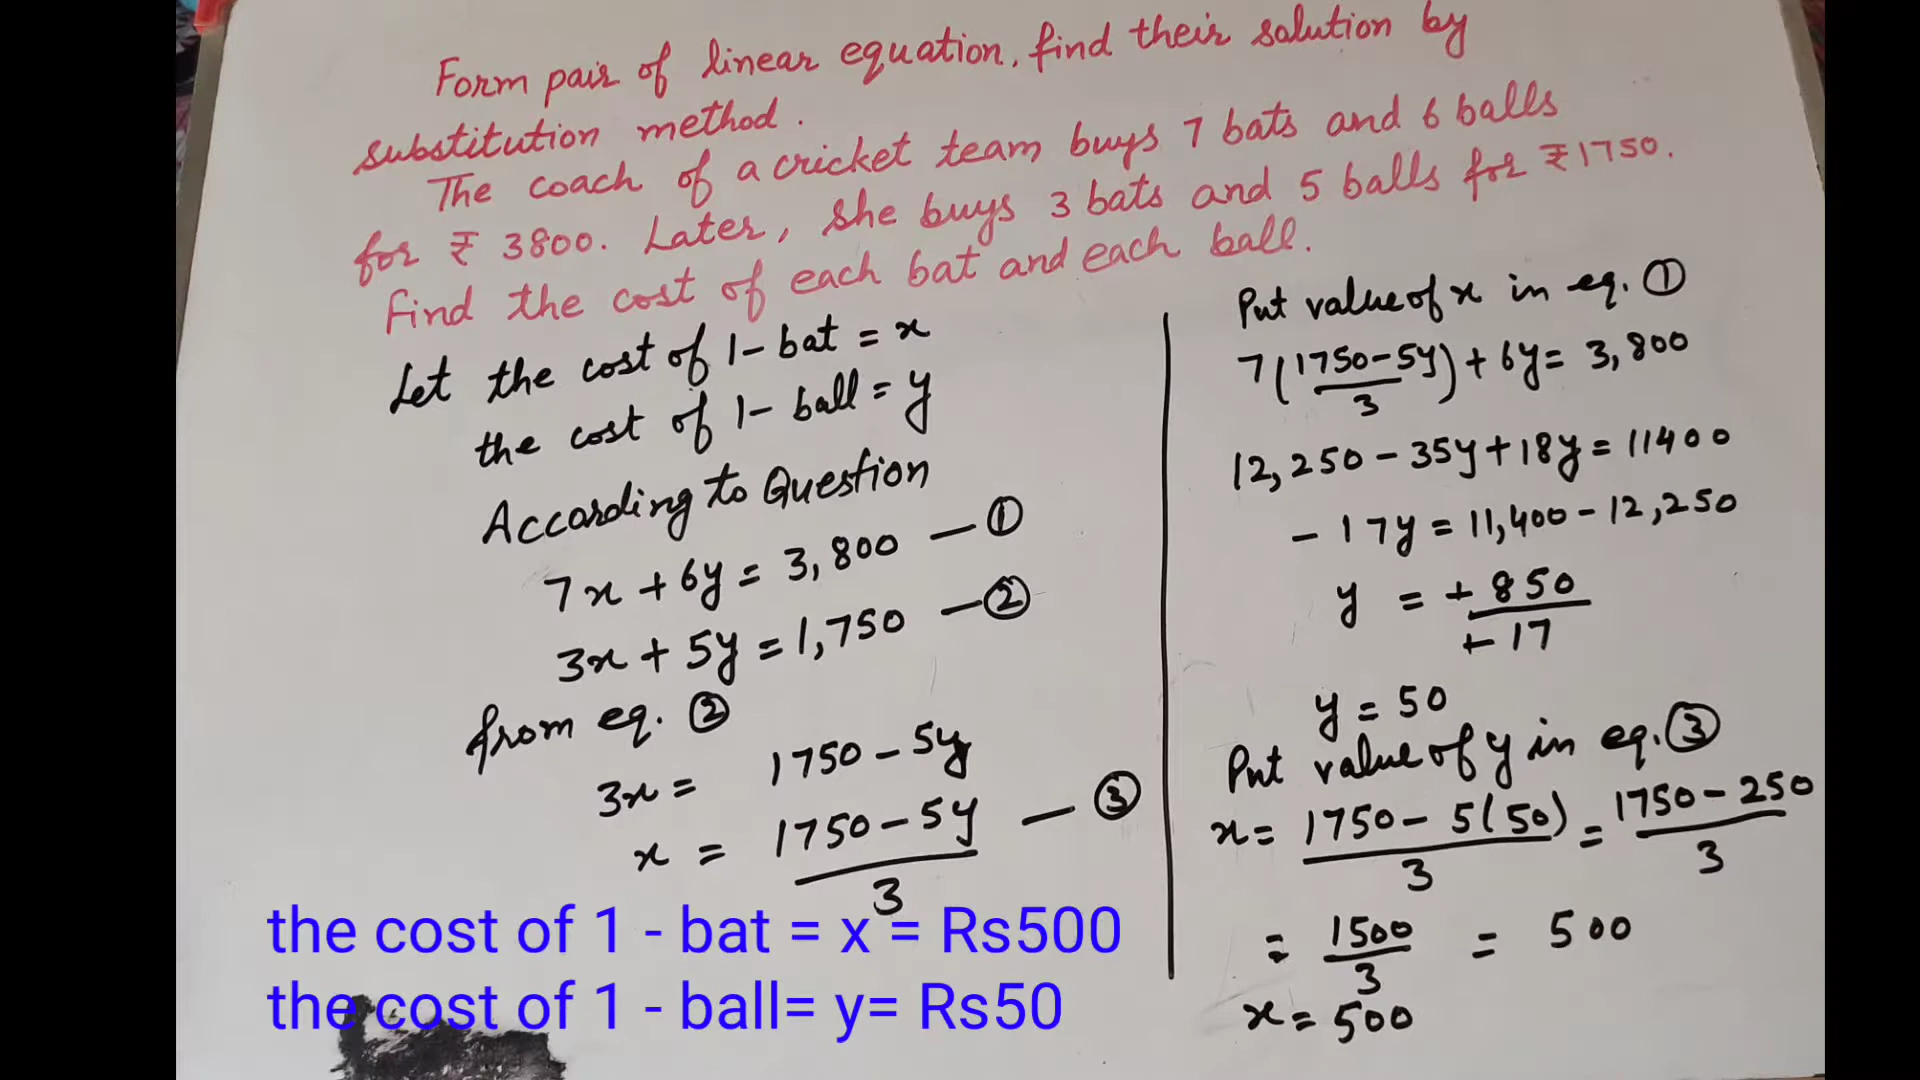 Form pair of linear equation, find their solution by
substitution method.
The coach of a cricket team buys 7 bats and 6 balls
for ₹ 3800. Later, she buys 3 bats and 5 balls for ₹1750.
Find the cost of each bat and each ball.
Let the cost of 1- bat = x
the cost of 1- ball = y
According to Question
7x + 6y = 3,800 — ①
3x + 5y = 1,750 — ②
from eq. ②
3x = 1750 - 5y
x = 1750 - 5y — ③
3
the cost of 1 - bat = x = Rs500
the cost of 1 - ball= y= Rs50
Put value of x in eq. ①
7(1750-5y) + 6y = 3,800
3
12,250 - 35y + 18y = 11400
- 17y = 11,400 - 12,250
y = + 850
+ 17
y = 50
Put value of y in eq. ③
x = 1750 - 5(50) = 1750 - 250
3 3
= 1500 = 500
3
x = 500